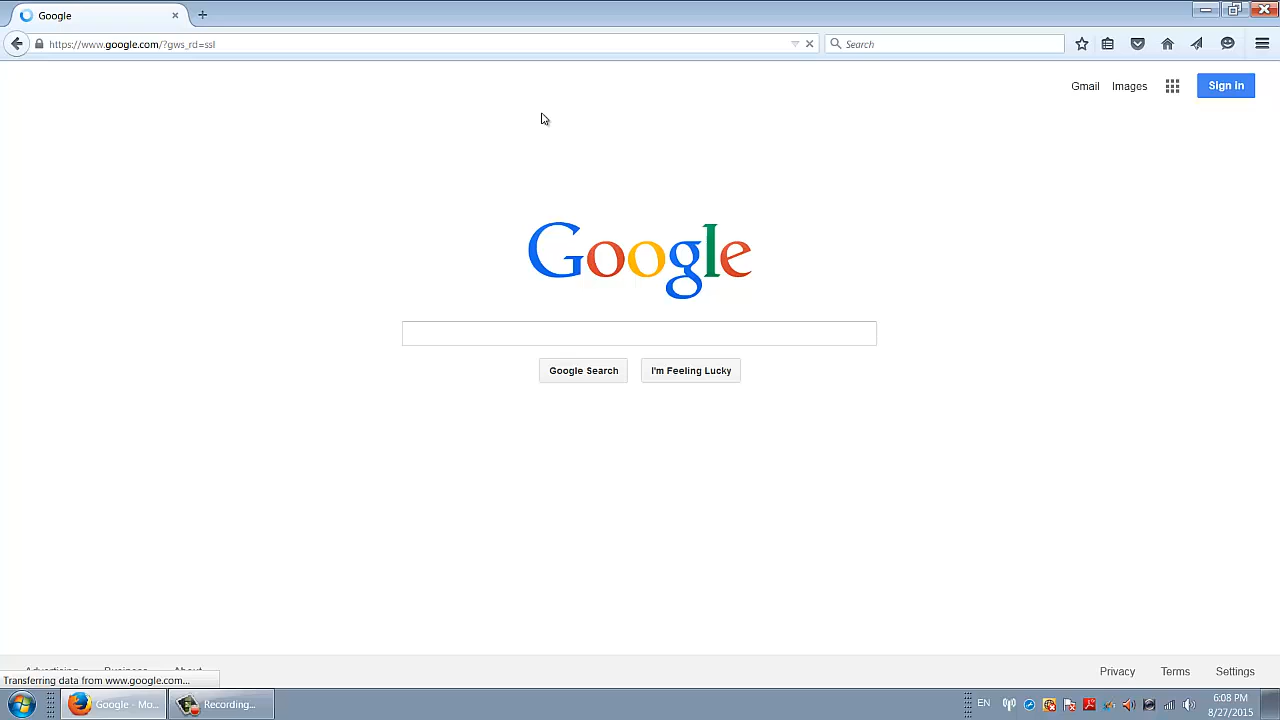 Google
https://www.google.com/?gws_rd=ssl
Search
Gmail
Images
Sign in
Google
Google Search
I'm Feeling Lucky
Advertising
Business
About
Privacy
Terms
Settings
Transferring data from www.google.com...
Google - Mo...
Recording...
EN
6:08 PM
8/27/2015